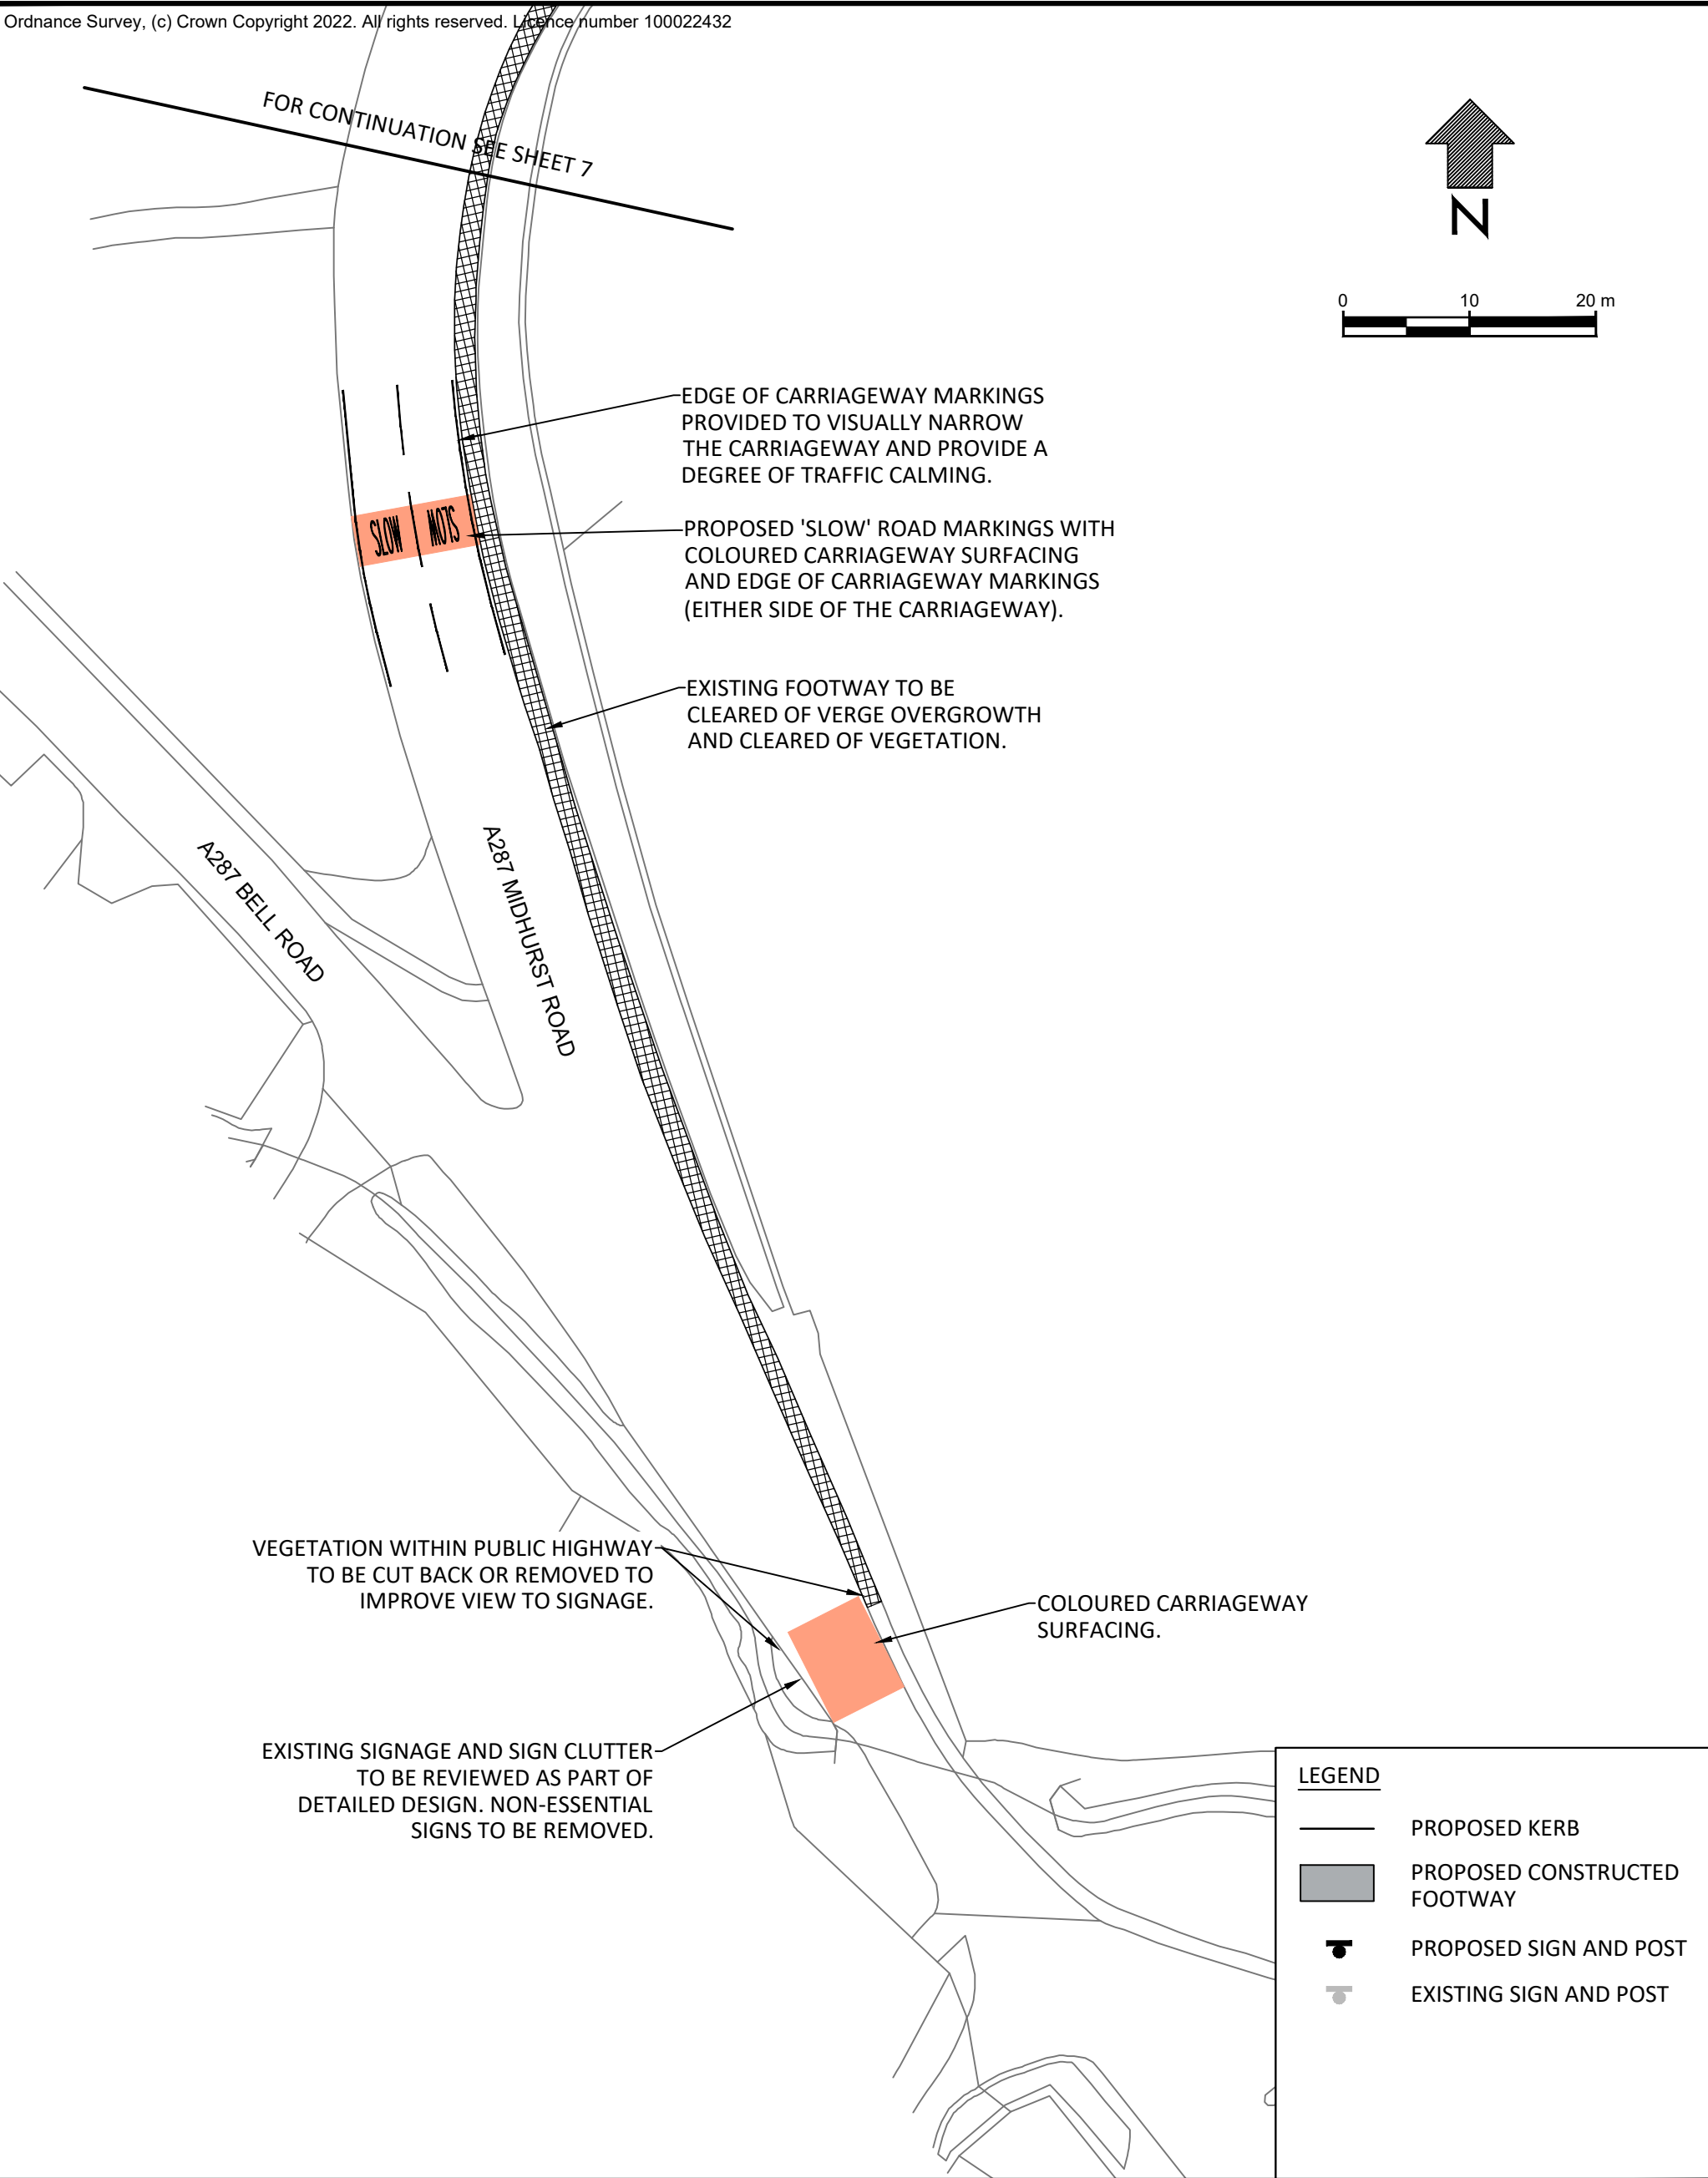 Ordnance Survey, (c) Crown Copyright 2022. All rights reserved. Licence number 100022432
FOR CONTINUATION SEE SHEET 7
N
0 10 20 m
EDGE OF CARRIAGEWAY MARKINGS
PROVIDED TO VISUALLY NARROW
THE CARRIAGEWAY AND PROVIDE A
DEGREE OF TRAFFIC CALMING.
SLOW SLOW
PROPOSED 'SLOW' ROAD MARKINGS WITH
COLOURED CARRIAGEWAY SURFACING
AND EDGE OF CARRIAGEWAY MARKINGS
(EITHER SIDE OF THE CARRIAGEWAY).
EXISTING FOOTWAY TO BE
CLEARED OF VERGE OVERGROWTH
AND CLEARED OF VEGETATION.
A287 BELL ROAD
A287 MIDHURST ROAD
VEGETATION WITHIN PUBLIC HIGHWAY
TO BE CUT BACK OR REMOVED TO
IMPROVE VIEW TO SIGNAGE.
COLOURED CARRIAGEWAY
SURFACING.
EXISTING SIGNAGE AND SIGN CLUTTER
TO BE REVIEWED AS PART OF
DETAILED DESIGN. NON-ESSENTIAL
SIGNS TO BE REMOVED.
LEGEND
PROPOSED KERB
PROPOSED CONSTRUCTED
FOOTWAY
PROPOSED SIGN AND POST
EXISTING SIGN AND POST